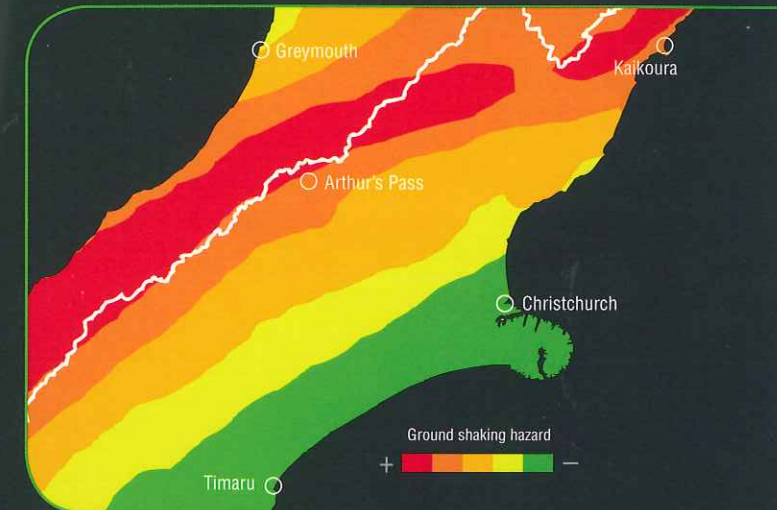 Greymouth
Kaikoura
Arthur's Pass
Christchurch
Ground shaking hazard
+ —
Timaru